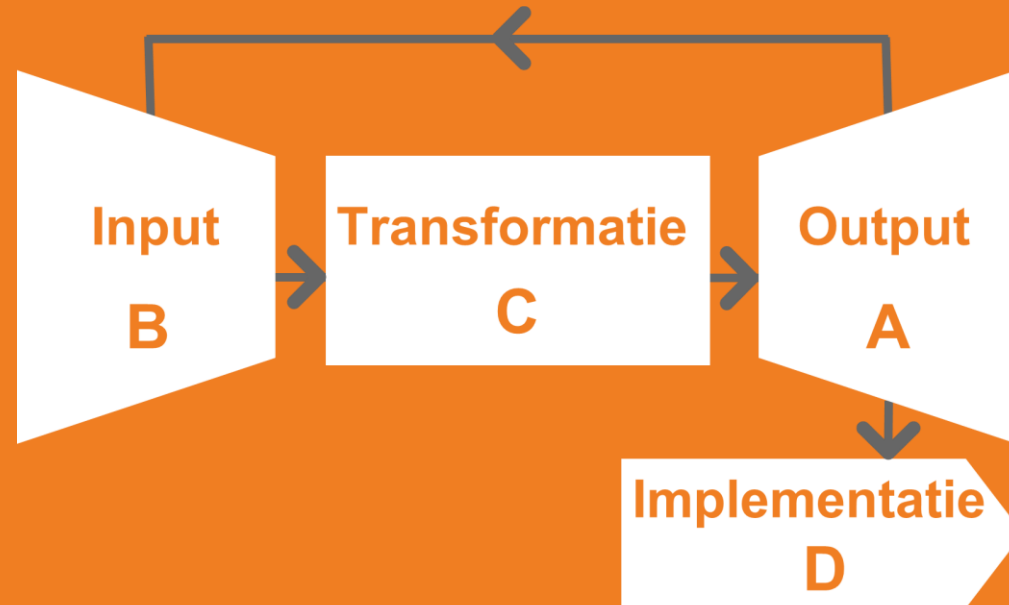 Input
B
Transformatie
C
Output
A
Implementatie
D